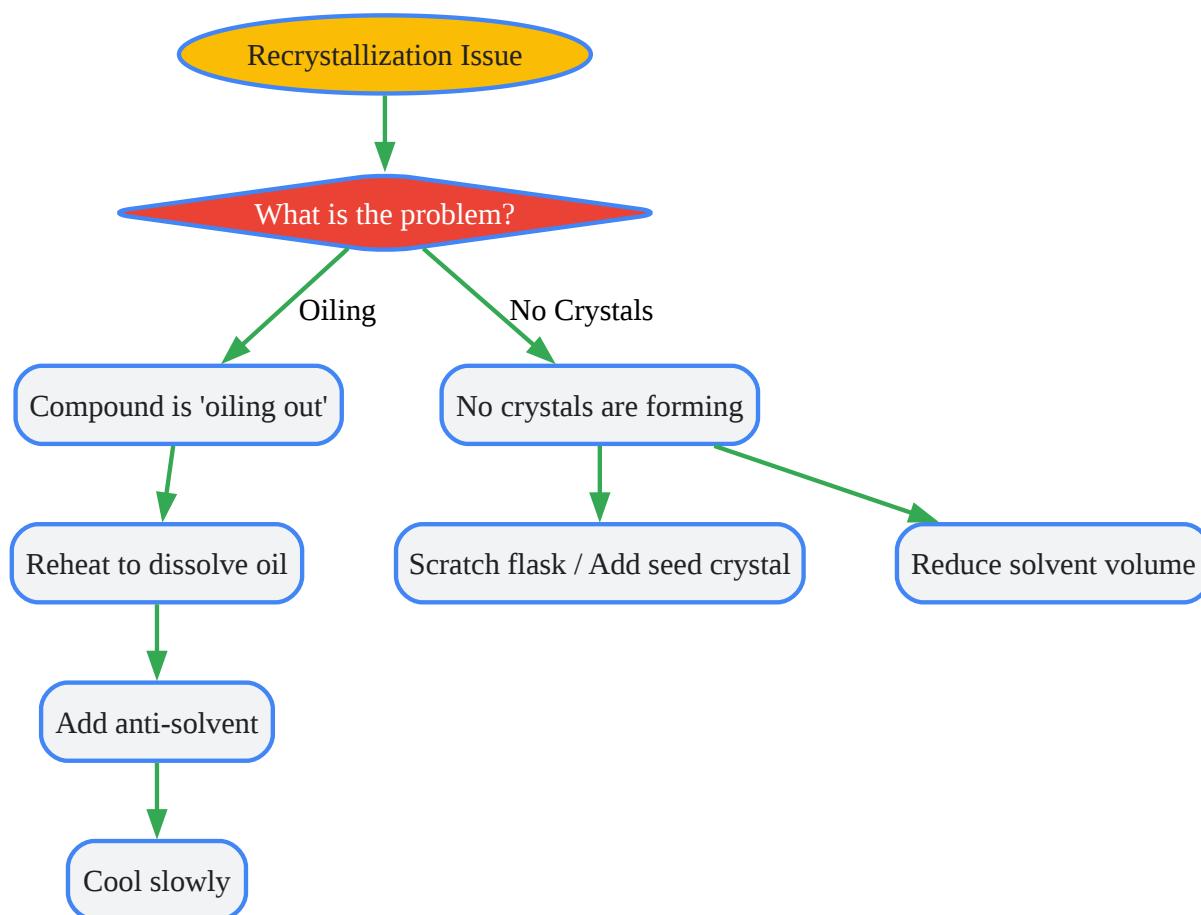 Recrystallization Issue
What is the problem?
Oiling
No Crystals
Compound is 'oiling out'
No crystals are forming
Reheat to dissolve oil
Scratch flask / Add seed crystal
Reduce solvent volume
Add anti-solvent
Cool slowly